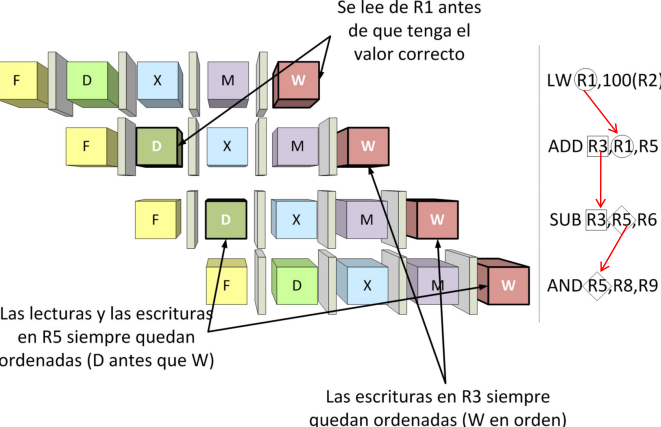 Se lee de R1 antes
de que tenga el
valor correcto
F D X M W
LW R1,100(R2)
F D X M W
ADD R3,R1,R5
F D X M W
SUB R3,R5,R6
F D X M W
AND R5,R8,R9
Las lecturas y las escrituras
en R5 siempre quedan
ordenadas (D antes que W)
Las escrituras en R3 siempre
quedan ordenadas (W en orden)